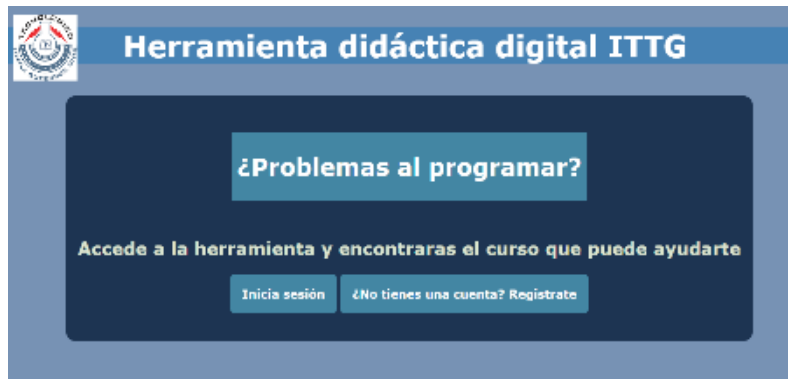 Herramienta didáctica digital ITTG
¿Problemas al programar?
Accede a la herramienta y encontraras el curso que puede ayudarte
Inicia sesión
¿No tienes una cuenta? Registrate